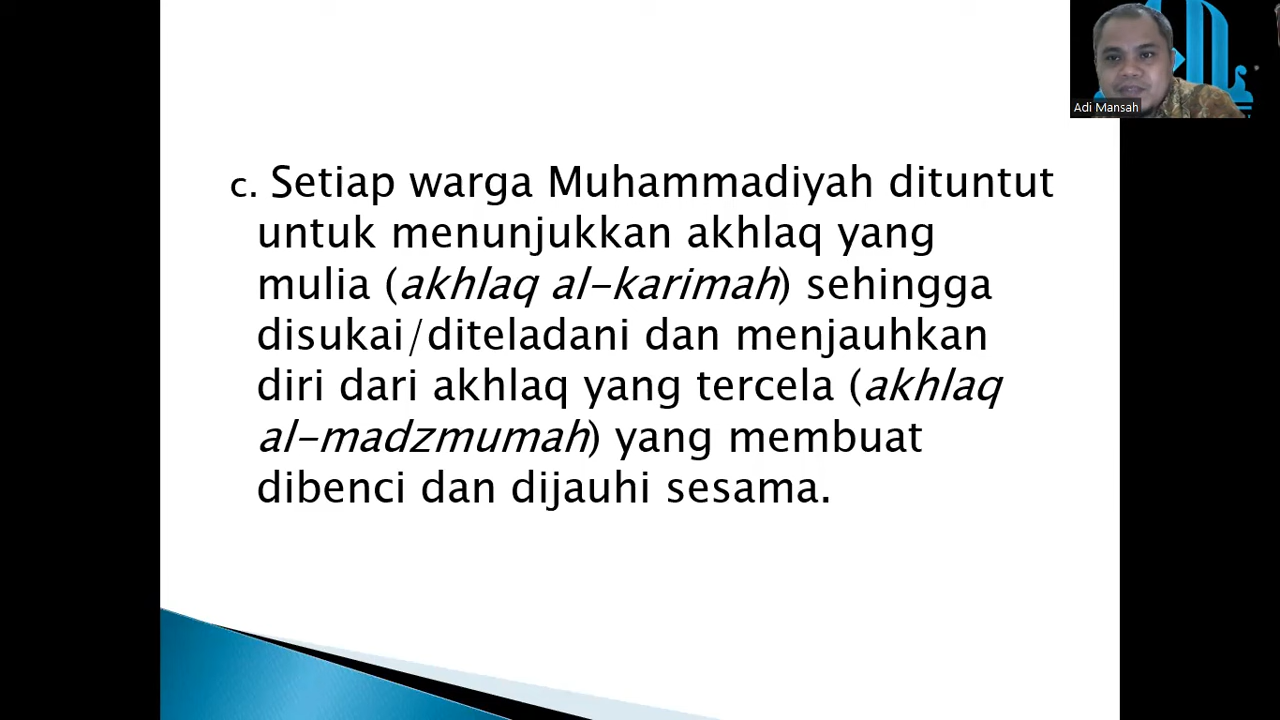 Adi Mansah
c. Setiap warga Muhammadiyah dituntut
untuk menunjukkan akhlaq yang
mulia (akhlaq al-karimah) sehingga
disukai/diteladani dan menjauhkan
diri dari akhlaq yang tercela (akhlaq
al-madzmumah) yang membuat
dibenci dan dijauhi sesama.